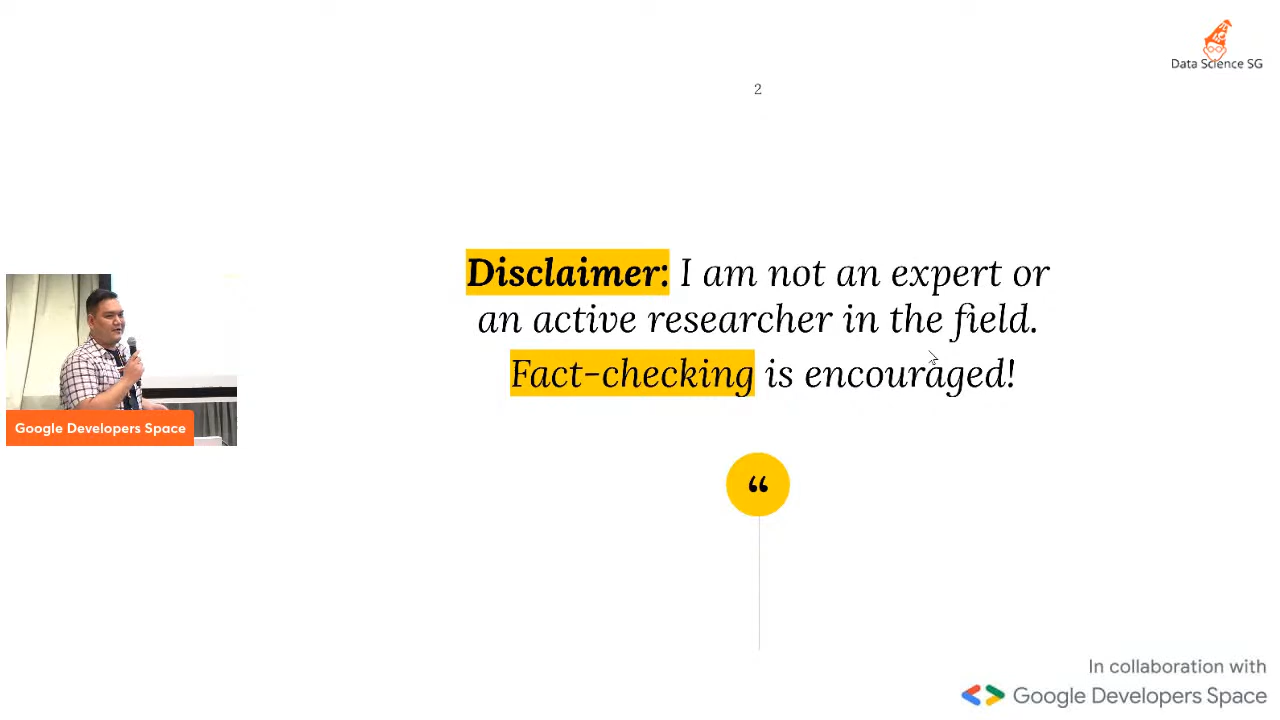 Data Science SG
2
Disclaimer: I am not an expert or
an active researcher in the field.
Fact-checking is encouraged!
“
Google Developers Space
In collaboration with
Google Developers Space